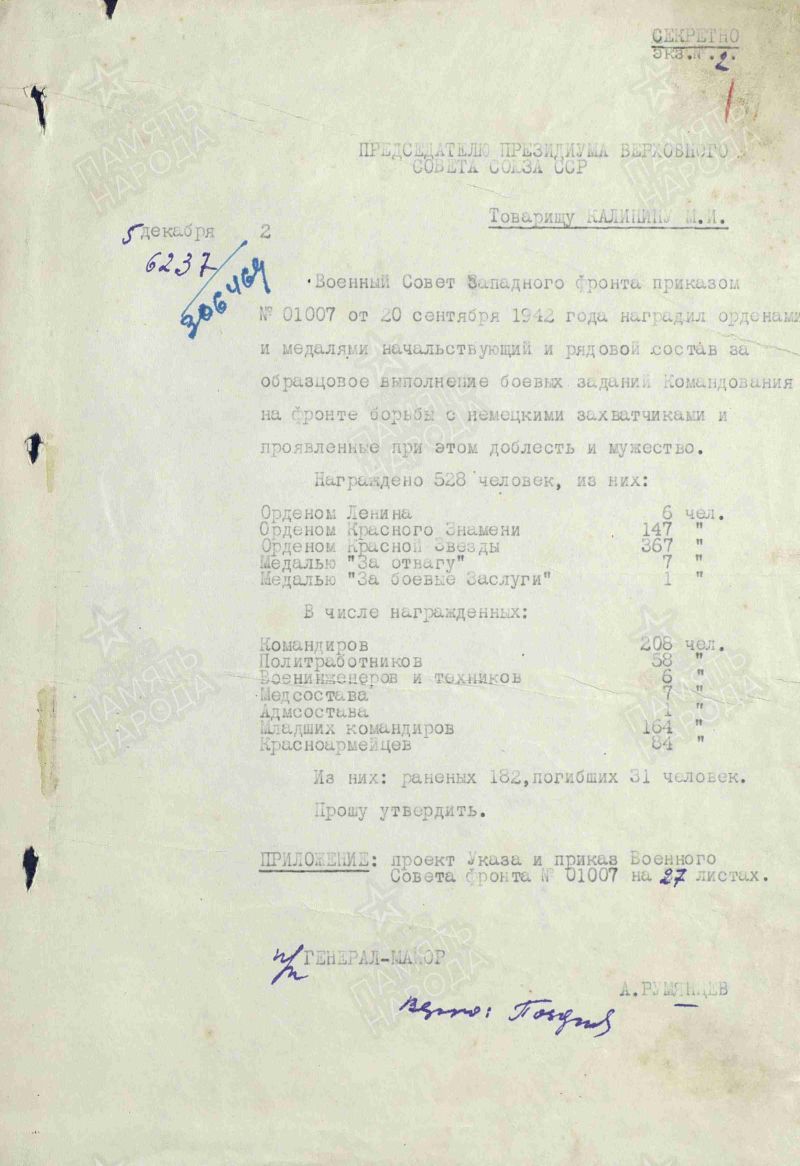 СЕКРЕТНО
экз.№ 2.
ПРЕДСЕДАТЕЛЮ ПРЕЗИДИУМА ВЕРХОВНОГО
СОВЕТА СОЮЗА ССР
Товарищу КАЛИНИНУ М.И.
5 декабря 2
6237
306464
Военный Совет Западного фронта приказом
№ 01007 от 20 сентября 1942 года наградил орденами
и медалями начальствующий и рядовой состав за
образцовое выполнение боевых заданий Командования
на фронте борьбы с немецкими захватчиками и
проявленные при этом доблесть и мужество.
Награждено 528 человек, из них:
Орденом Ленина 6 чел.
Орденом Красного Знамени 147 "
Орденом Красной Звезды 367 "
Медалью "За отвагу" 7 "
Медалью "За боевые Заслуги" 1 "
В числе награжденных:
Командиров 208 чел.
Политработников 58 "
Военинженеров и техников 6 "
Медсостава 7 "
Адмсостава 1 "
Младших командиров 164 "
Красноармейцев 84 "
Из них: раненых 182,погибших 31 человек.
Прошу утвердить.
ПРИЛОЖЕНИЕ: проект Указа и приказ Военного
Совета фронта № 01007 на 27 листах.
п/п ГЕНЕРАЛ-МАЙОР
А.РУМЯНЦЕВ
Верно:
ПАМЯТЬ
НАРОДА